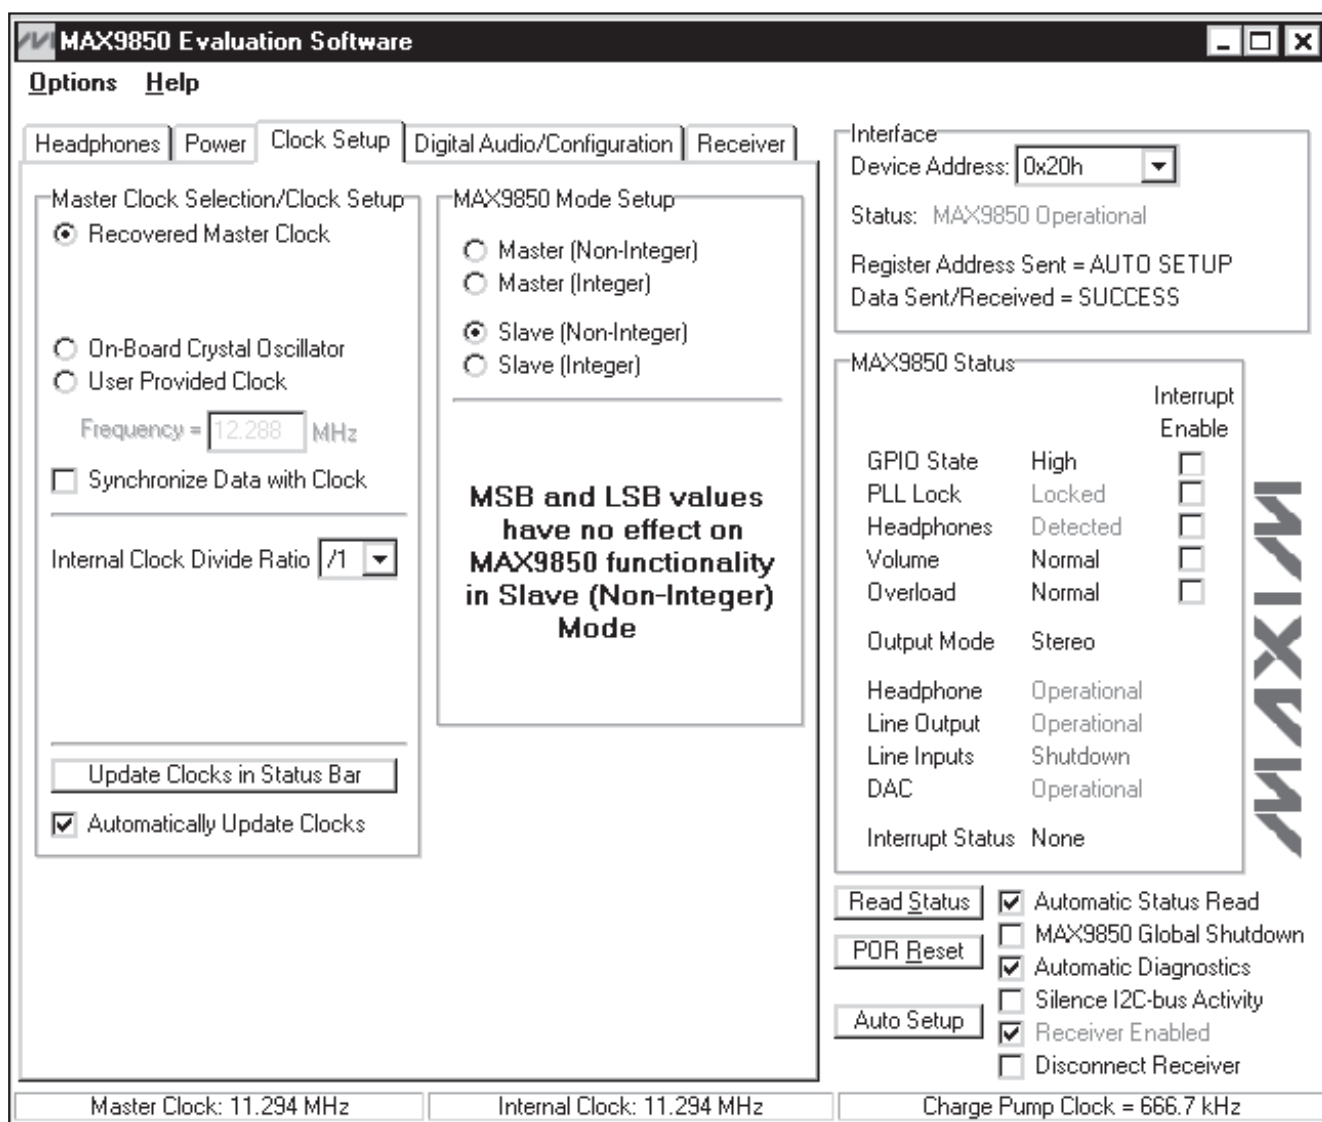 MAX9850 Evaluation Software
Options Help
Headphones Power Clock Setup Digital Audio/Configuration Receiver
Master Clock Selection/Clock Setup
Recovered Master Clock
On-Board Crystal Oscillator
User Provided Clock
Frequency = 12.288 MHz
Synchronize Data with Clock
Internal Clock Divide Ratio /1
Update Clocks in Status Bar
Automatically Update Clocks
MAX9850 Mode Setup
Master (Non-Integer)
Master (Integer)
Slave (Non-Integer)
Slave (Integer)
MSB and LSB values
have no effect on
MAX9850 functionality
in Slave (Non-Integer)
Mode
Interface
Device Address: 0x20h
Status: MAX9850 Operational
Register Address Sent = AUTO SETUP
Data Sent/Received = SUCCESS
MAX9850 Status
Interrupt
Enable
GPIO State High
PLL Lock Locked
Headphones Detected
Volume Normal
Overload Normal
Output Mode Stereo
Headphone Operational
Line Output Operational
Line Inputs Shutdown
DAC Operational
Interrupt Status None
MAXIM
Read Status Automatic Status Read
MAX9850 Global Shutdown
POR Reset
Automatic Diagnostics
Silence I2C-bus Activity
Auto Setup
Receiver Enabled
Disconnect Receiver
Master Clock: 11.294 MHz Internal Clock: 11.294 MHz Charge Pump Clock = 666.7 kHz